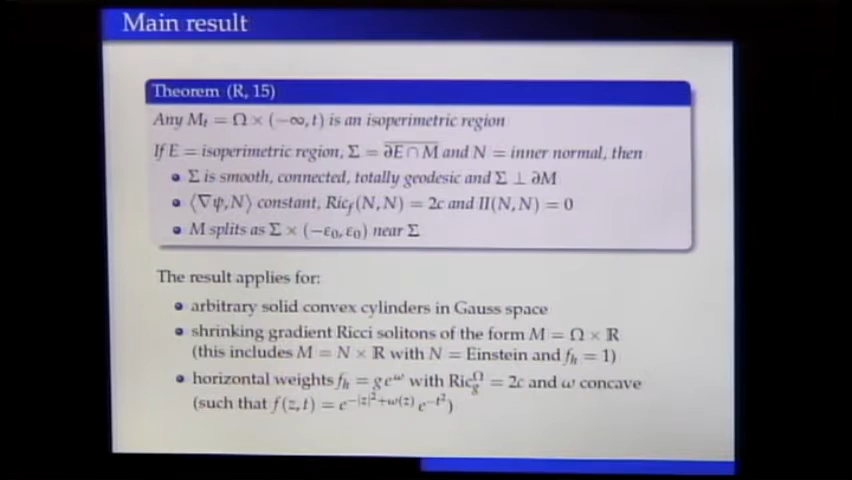 Main result
Theorem (R, 15)
Any Mₜ = Ω × (−∞, t) is an isoperimetric region
If E = isoperimetric region, Σ = \overline{∂E ∩ M} and N = inner normal, then
• Σ is smooth, connected, totally geodesic and Σ ⊥ ∂M
• ⟨∇ψ, N⟩ constant, Ric_f(N, N) = 2c and II(N, N) = 0
• M splits as Σ × (−ε₀, ε₀) near Σ
The result applies for:
• arbitrary solid convex cylinders in Gauss space
• shrinking gradient Ricci solitons of the form M = Ω × ℝ
(this includes M = N × ℝ with N = Einstein and f_h = 1)
• horizontal weights f_h = g e^ω with Ric_g^Ω = 2c and ω concave
(such that f(z, t) = e^{−|z|²+ω(z)} e^{−t²})